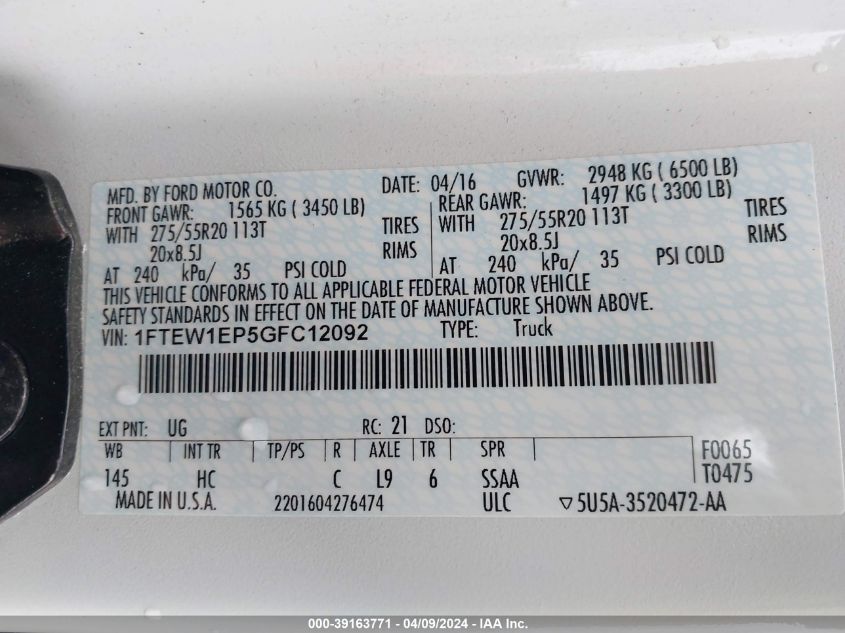 MFD. BY FORD MOTOR CO. DATE: 04/16 GVWR: 2948 KG ( 6500 LB)
FRONT GAWR: 1565 KG ( 3450 LB) REAR GAWR: 1497 KG ( 3300 LB)
WITH 275/55R20 113T TIRES WITH 275/55R20 113T TIRES
20x8.5J RIMS 20x8.5J RIMS
AT 240 kPa/ 35 PSI COLD AT 240 kPa/ 35 PSI COLD
THIS VEHICLE CONFORMS TO ALL APPLICABLE FEDERAL MOTOR VEHICLE
SAFETY STANDARDS IN EFFECT ON THE DATE OF MANUFACTURE SHOWN ABOVE.
VIN: 1FTEW1EP5GFC12092 TYPE: Truck
EXT PNT: UG RC: 21 DSO:
WB INT TR TP/PS R AXLE TR SPR F0065
145 HC C L9 6 SSAA T0475
MADE IN U.S.A. 2201604276474 ULC ▽5U5A-3520472-AA
000-39163771 - 04/09/2024 - IAA Inc.